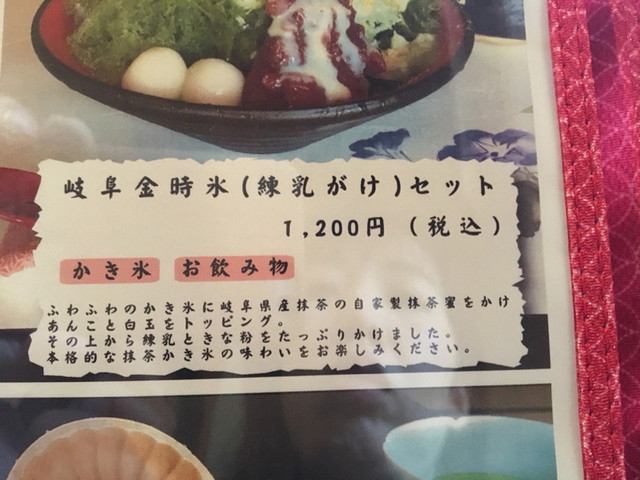 岐阜金時氷(練乳がけ)セット
1,200円(税込)
かき氷 お飲み物
ふわふわのかき氷に岐阜県産抹茶の自家製抹茶蜜をかけ
あんこと白玉をトッピング。
その上から練乳ときな粉をたっぷりかけました。
本格的な抹茶かき氷の味わいをお楽しみください。